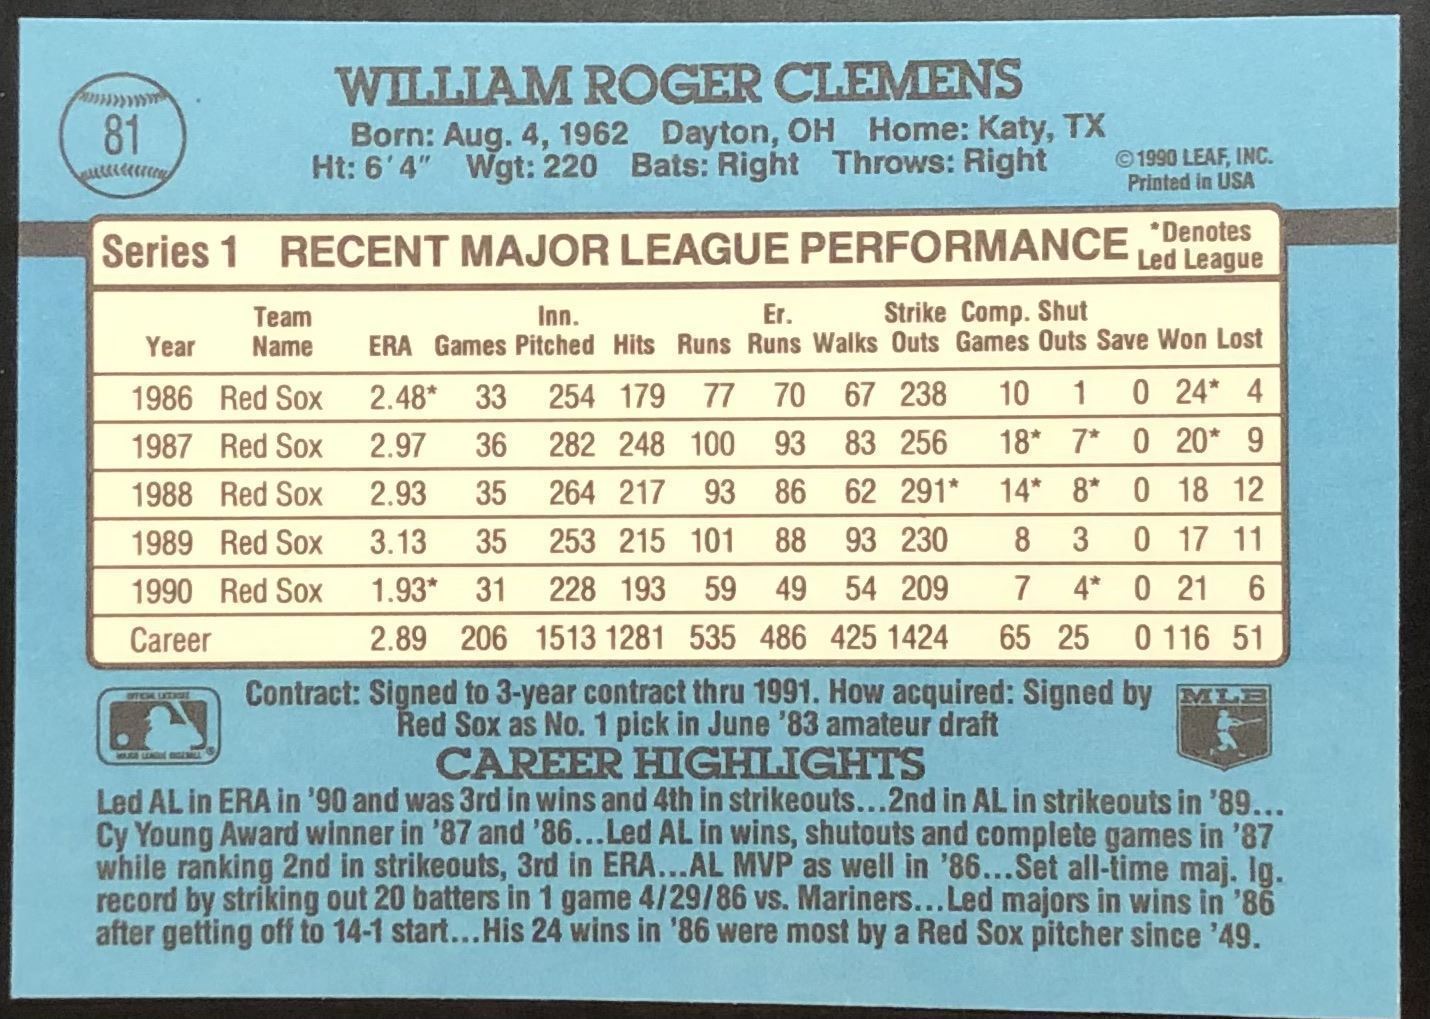 81
WILLIAM ROGER CLEMENS
Born: Aug. 4, 1962 Dayton, OH Home: Katy, TX
Ht: 6'4" Wgt: 220 Bats: Right Throws: Right
©1990 LEAF, INC.
Printed in USA
Series 1 RECENT MAJOR LEAGUE PERFORMANCE
*Denotes
Led League
Team Inn. Er. Strike Comp. Shut
Year Name ERA Games Pitched Hits Runs Runs Walks Outs Games Outs Save Won Lost
1986 Red Sox 2.48* 33 254 179 77 70 67 238 10 1 0 24* 4
1987 Red Sox 2.97 36 282 248 100 93 83 256 18* 7* 0 20* 9
1988 Red Sox 2.93 35 264 217 93 86 62 291* 14* 8* 0 18 12
1989 Red Sox 3.13 35 253 215 101 88 93 230 8 3 0 17 11
1990 Red Sox 1.93* 31 228 193 59 49 54 209 7 4* 0 21 6
Career 2.89 206 1513 1281 535 486 425 1424 65 25 0 116 51
Contract: Signed to 3-year contract thru 1991. How acquired: Signed by
Red Sox as No. 1 pick in June '83 amateur draft
MLB
CAREER HIGHLIGHTS
Led AL in ERA in '90 and was 3rd in wins and 4th in strikeouts...2nd in AL in strikeouts in '89...
Cy Young Award winner in '87 and '86...Led AL in wins, shutouts and complete games in '87
while ranking 2nd in strikeouts, 3rd in ERA...AL MVP as well in '86...Set all-time maj. lg.
record by striking out 20 batters in 1 game 4/29/86 vs. Mariners...Led majors in wins in '86
after getting off to 14-1 start...His 24 wins in '86 were most by a Red Sox pitcher since '49.